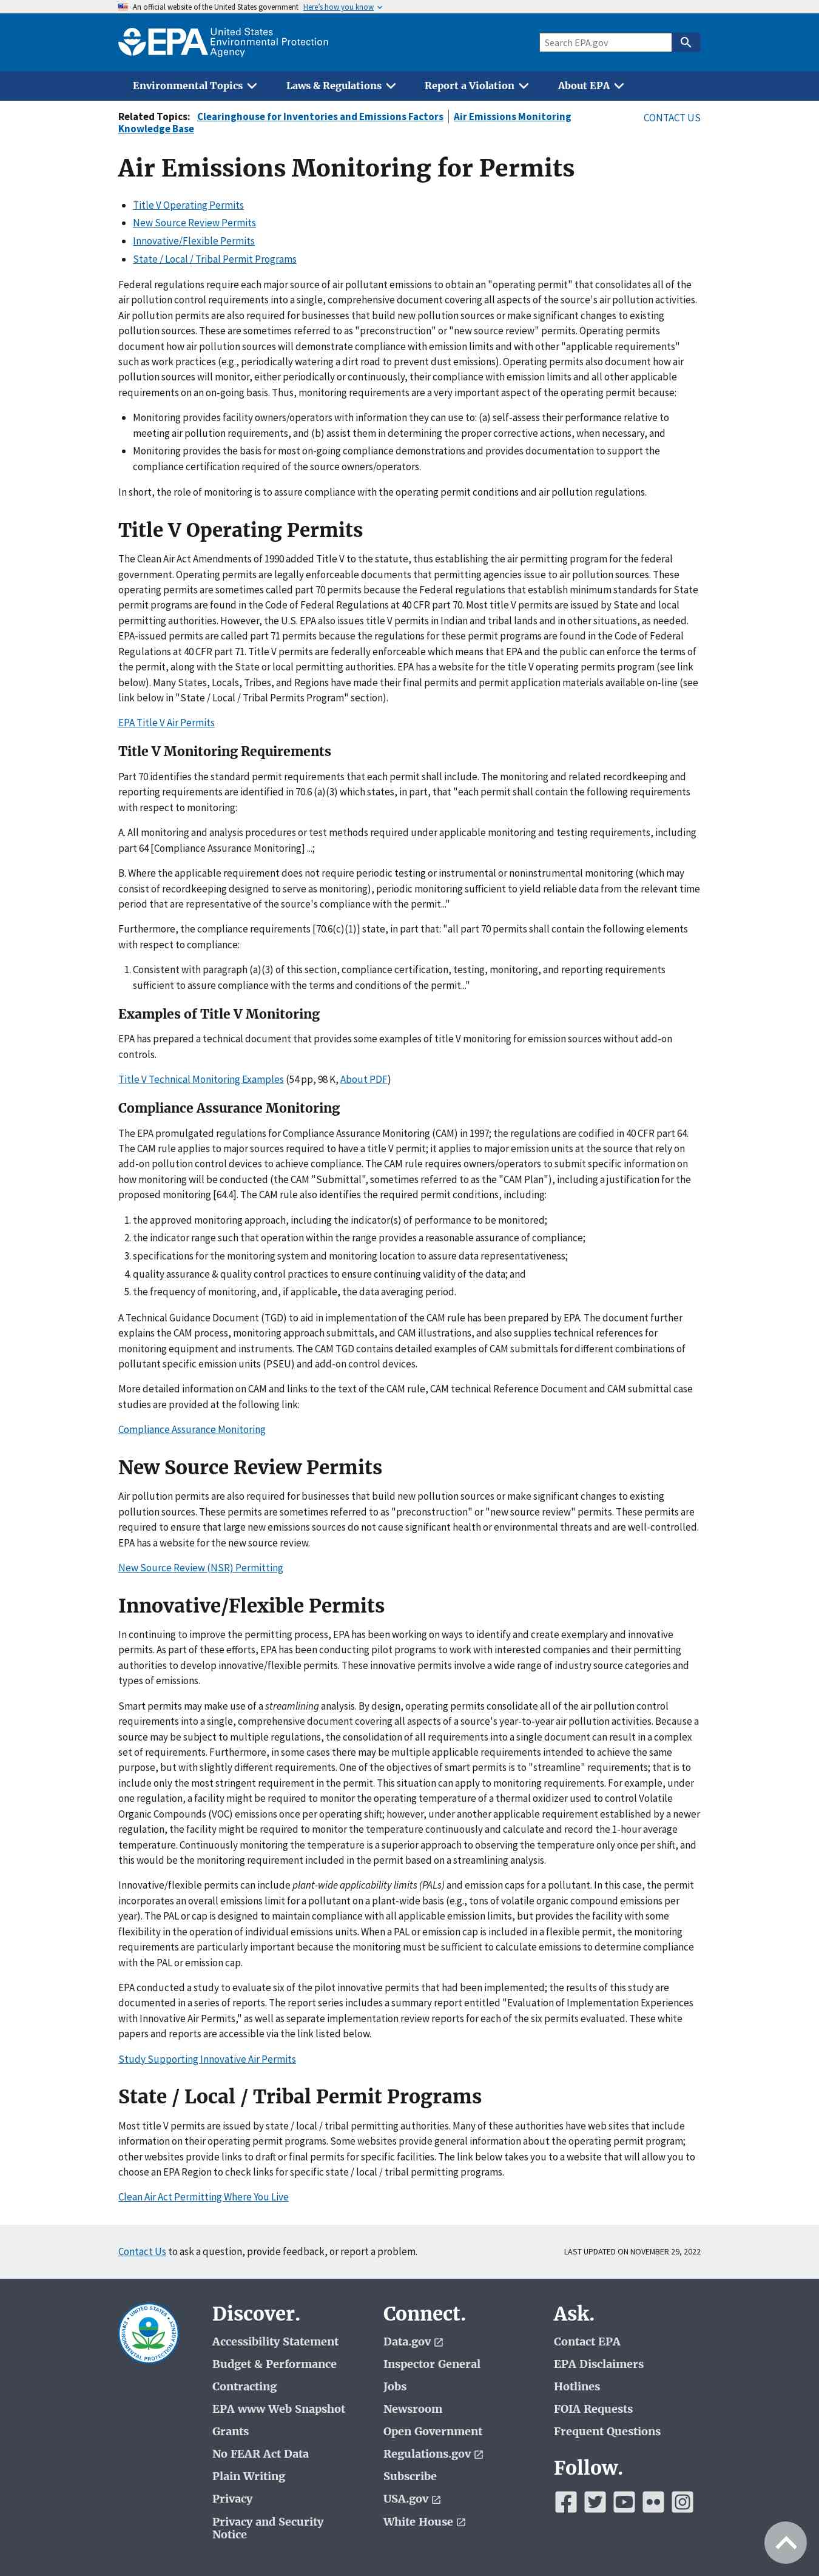 An official website of the United States government Here's how you know
EPA United States
Environmental Protection
Agency
Search EPA.gov
Environmental Topics
Laws & Regulations
Report a Violation
About EPA
Related Topics: Clearinghouse for Inventories and Emissions Factors Air Emissions Monitoring
Knowledge Base
CONTACT US
Air Emissions Monitoring for Permits
• Title V Operating Permits
• New Source Review Permits
• Innovative/Flexible Permits
• State / Local / Tribal Permit Programs
Federal regulations require each major source of air pollutant emissions to obtain an "operating permit" that consolidates all of the
air pollution control requirements into a single, comprehensive document covering all aspects of the source's air pollution activities.
Air pollution permits are also required for businesses that build new pollution sources or make significant changes to existing
pollution sources. These are sometimes referred to as "preconstruction" or "new source review" permits. Operating permits
document how air pollution sources will demonstrate compliance with emission limits and with other "applicable requirements"
such as work practices (e.g., periodically watering a dirt road to prevent dust emissions). Operating permits also document how air
pollution sources will monitor, either periodically or continuously, their compliance with emission limits and all other applicable
requirements on an on-going basis. Thus, monitoring requirements are a very important aspect of the operating permit because:
• Monitoring provides facility owners/operators with information they can use to: (a) self-assess their performance relative to
meeting air pollution requirements, and (b) assist them in determining the proper corrective actions, when necessary, and
• Monitoring provides the basis for most on-going compliance demonstrations and provides documentation to support the
compliance certification required of the source owners/operators.
In short, the role of monitoring is to assure compliance with the operating permit conditions and air pollution regulations.
Title V Operating Permits
The Clean Air Act Amendments of 1990 added Title V to the statute, thus establishing the air permitting program for the federal
government. Operating permits are legally enforceable documents that permitting agencies issue to air pollution sources. These
operating permits are sometimes called part 70 permits because the Federal regulations that establish minimum standards for State
permit programs are found in the Code of Federal Regulations at 40 CFR part 70. Most title V permits are issued by State and local
permitting authorities. However, the U.S. EPA also issues title V permits in Indian and tribal lands and in other situations, as needed.
EPA-issued permits are called part 71 permits because the regulations for these permit programs are found in the Code of Federal
Regulations at 40 CFR part 71. Title V permits are federally enforceable which means that EPA and the public can enforce the terms of
the permit, along with the State or local permitting authorities. EPA has a website for the title V operating permits program (see link
below). Many States, Locals, Tribes, and Regions have made their final permits and permit application materials available on-line (see
link below in "State / Local / Tribal Permits Program" section).
EPA Title V Air Permits
Title V Monitoring Requirements
Part 70 identifies the standard permit requirements that each permit shall include. The monitoring and related recordkeeping and
reporting requirements are identified in 70.6 (a)(3) which states, in part, that "each permit shall contain the following requirements
with respect to monitoring:
A. All monitoring and analysis procedures or test methods required under applicable monitoring and testing requirements, including
part 64 [Compliance Assurance Monitoring] ...;
B. Where the applicable requirement does not require periodic testing or instrumental or noninstrumental monitoring (which may
consist of recordkeeping designed to serve as monitoring), periodic monitoring sufficient to yield reliable data from the relevant time
period that are representative of the source's compliance with the permit..."
Furthermore, the compliance requirements [70.6(c)(1)] state, in part that: "all part 70 permits shall contain the following elements
with respect to compliance:
1. Consistent with paragraph (a)(3) of this section, compliance certification, testing, monitoring, and reporting requirements
sufficient to assure compliance with the terms and conditions of the permit..."
Examples of Title V Monitoring
EPA has prepared a technical document that provides some examples of title V monitoring for emission sources without add-on
controls.
Title V Technical Monitoring Examples (54 pp, 98 K, About PDF)
Compliance Assurance Monitoring
The EPA promulgated regulations for Compliance Assurance Monitoring (CAM) in 1997; the regulations are codified in 40 CFR part 64.
The CAM rule applies to major sources required to have a title V permit; it applies to major emission units at the source that rely on
add-on pollution control devices to achieve compliance. The CAM rule requires owners/operators to submit specific information on
how monitoring will be conducted (the CAM "Submittal", sometimes referred to as the "CAM Plan"), including a justification for the
proposed monitoring [64.4]. The CAM rule also identifies the required permit conditions, including:
1. the approved monitoring approach, including the indicator(s) of performance to be monitored;
2. the indicator range such that operation within the range provides a reasonable assurance of compliance;
3. specifications for the monitoring system and monitoring location to assure data representativeness;
4. quality assurance & quality control practices to ensure continuing validity of the data; and
5. the frequency of monitoring, and, if applicable, the data averaging period.
A Technical Guidance Document (TGD) to aid in implementation of the CAM rule has been prepared by EPA. The document further
explains the CAM process, monitoring approach submittals, and CAM illustrations, and also supplies technical references for
monitoring equipment and instruments. The CAM TGD contains detailed examples of CAM submittals for different combinations of
pollutant specific emission units (PSEU) and add-on control devices.
More detailed information on CAM and links to the text of the CAM rule, CAM technical Reference Document and CAM submittal case
studies are provided at the following link:
Compliance Assurance Monitoring
New Source Review Permits
Air pollution permits are also required for businesses that build new pollution sources or make significant changes to existing
pollution sources. These permits are sometimes referred to as "preconstruction" or "new source review" permits. These permits are
required to ensure that large new emissions sources do not cause significant health or environmental threats and are well-controlled.
EPA has a website for the new source review.
New Source Review (NSR) Permitting
Innovative/Flexible Permits
In continuing to improve the permitting process, EPA has been working on ways to identify and create exemplary and innovative
permits. As part of these efforts, EPA has been conducting pilot programs to work with interested companies and their permitting
authorities to develop innovative/flexible permits. These innovative permits involve a wide range of industry source categories and
types of emissions.
Smart permits may make use of a streamlining analysis. By design, operating permits consolidate all of the air pollution control
requirements into a single, comprehensive document covering all aspects of a source's year-to-year air pollution activities. Because a
source may be subject to multiple regulations, the consolidation of all requirements into a single document can result in a complex
set of requirements. Furthermore, in some cases there may be multiple applicable requirements intended to achieve the same
purpose, but with slightly different requirements. One of the objectives of smart permits is to "streamline" requirements; that is to
include only the most stringent requirement in the permit. This situation can apply to monitoring requirements. For example, under
one regulation, a facility might be required to monitor the operating temperature of a thermal oxidizer used to control Volatile
Organic Compounds (VOC) emissions once per operating shift; however, under another applicable requirement established by a newer
regulation, the facility might be required to monitor the temperature continuously and calculate and record the 1-hour average
temperature. Continuously monitoring the temperature is a superior approach to observing the temperature only once per shift, and
this would be the monitoring requirement included in the permit based on a streamlining analysis.
Innovative/flexible permits can include plant-wide applicability limits (PALs) and emission caps for a pollutant. In this case, the permit
incorporates an overall emissions limit for a pollutant on a plant-wide basis (e.g., tons of volatile organic compound emissions per
year). The PAL or cap is designed to maintain compliance with all applicable emission limits, but provides the facility with some
flexibility in the operation of individual emissions units. When a PAL or emission cap is included in a flexible permit, the monitoring
requirements are particularly important because the monitoring must be sufficient to calculate emissions to determine compliance
with the PAL or emission cap.
EPA conducted a study to evaluate six of the pilot innovative permits that had been implemented; the results of this study are
documented in a series of reports. The report series includes a summary report entitled "Evaluation of Implementation Experiences
with Innovative Air Permits," as well as separate implementation review reports for each of the six permits evaluated. These white
papers and reports are accessible via the link listed below.
Study Supporting Innovative Air Permits
State / Local / Tribal Permit Programs
Most title V permits are issued by state / local / tribal permitting authorities. Many of these authorities have web sites that include
information on their operating permit programs. Some websites provide general information about the operating permit program;
other websites provide links to draft or final permits for specific facilities. The link below takes you to a website that will allow you to
choose an EPA Region to check links for specific state / local / tribal permitting programs.
Clean Air Act Permitting Where You Live
Contact Us to ask a question, provide feedback, or report a problem.
LAST UPDATED ON NOVEMBER 29, 2022
UNITED STATES ENVIRONMENTAL PROTECTION AGENCY
Discover.
Accessibility Statement
Budget & Performance
Contracting
EPA www Web Snapshot
Grants
No FEAR Act Data
Plain Writing
Privacy
Privacy and Security
Notice
Connect.
Data.gov
Inspector General
Jobs
Newsroom
Open Government
Regulations.gov
Subscribe
USA.gov
White House
Ask.
Contact EPA
EPA Disclaimers
Hotlines
FOIA Requests
Frequent Questions
Follow.